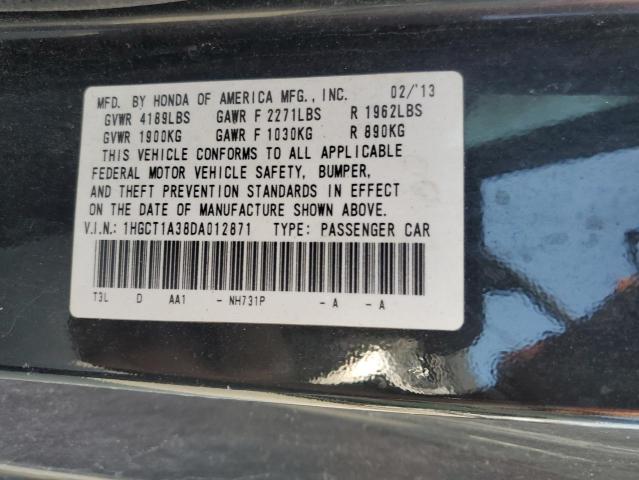 MFD. BY HONDA OF AMERICA MFG., INC. 02/'13
GVWR 4189LBS GAWR F 2271LBS R 1962LBS
GVWR 1900KG GAWR F 1030KG R 890KG
THIS VEHICLE CONFORMS TO ALL APPLICABLE
FEDERAL MOTOR VEHICLE SAFETY, BUMPER,
AND THEFT PREVENTION STANDARDS IN EFFECT
ON THE DATE OF MANUFACTURE SHOWN ABOVE.
V.I.N.: 1HGCT1A38DA012871 TYPE: PASSENGER CAR
T3L D AA1 - NH731P - A - A